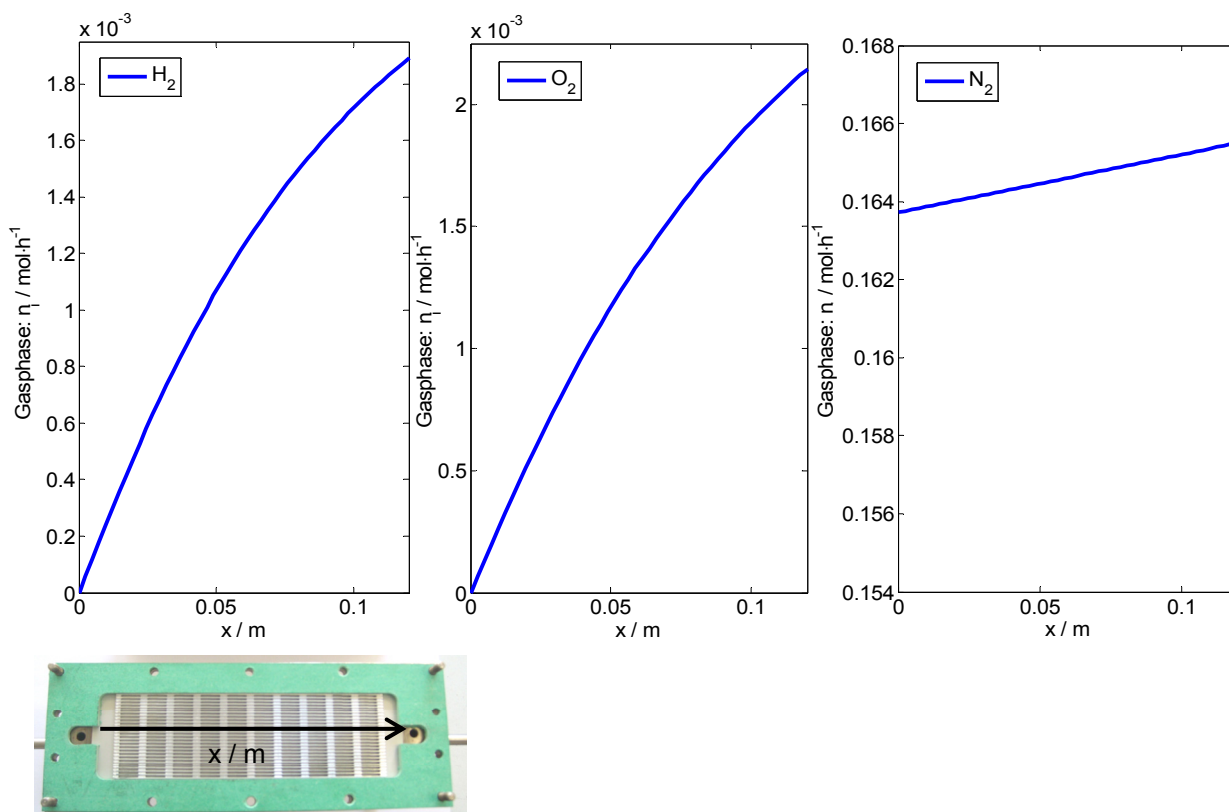 x 10⁻³
H₂
Gasphase: nᵢ / mol·h⁻¹
1.8
1.6
1.4
1.2
1
0.8
0.6
0.4
0.2
0
0 0.05 0.1
x / m
x 10⁻³
O₂
Gasphase: nᵢ / mol·h⁻¹
2
1.5
1
0.5
0
0 0.05 0.1
x / m
N₂
Gasphase: n / mol·h⁻¹
0.168
0.166
0.164
0.162
0.16
0.158
0.156
0.154
0 0.05 0.1
x / m
x / m